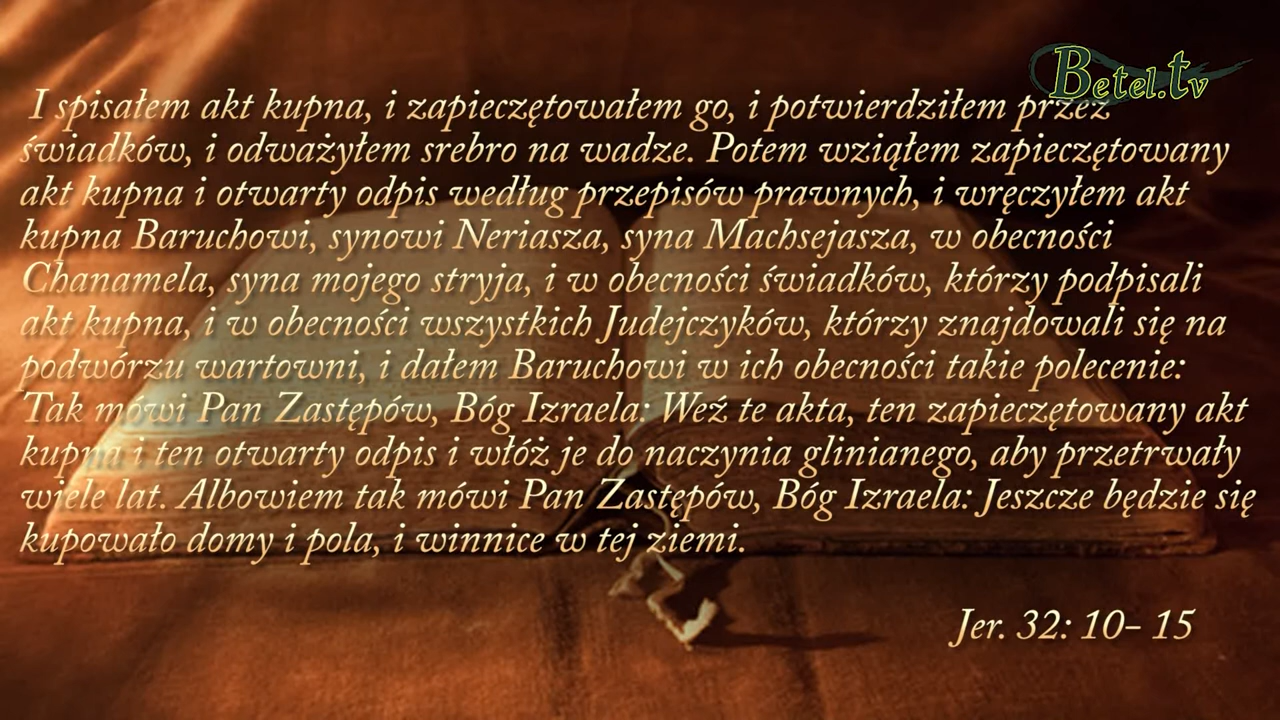 Betel.tv
I spisałem akt kupna, i zapieczętowałem go, i potwierdziłem przez
świadków, i odważyłem srebro na wadze. Potem wziąłem zapieczętowany
akt kupna i otwarty odpis według przepisów prawnych, i wręczyłem akt
kupna Baruchowi, synowi Neriasza, syna Machsejasza, w obecności
Chanamela, syna mojego stryja, i w obecności świadków, którzy podpisali
akt kupna, i w obecności wszystkich Judejczyków, którzy znajdowali się na
podwórzu wartowni, i dałem Baruchowi w ich obecności takie polecenie:
Tak mówi Pan Zastępów, Bóg Izraela: Weź te akta, ten zapieczętowany akt
kupna i ten otwarty odpis i włóż je do naczynia glinianego, aby przetrwały
wiele lat. Albowiem tak mówi Pan Zastępów, Bóg Izraela: Jeszcze będzie się
kupowało domy i pola, i winnice w tej ziemi.
Jer. 32: 10- 15